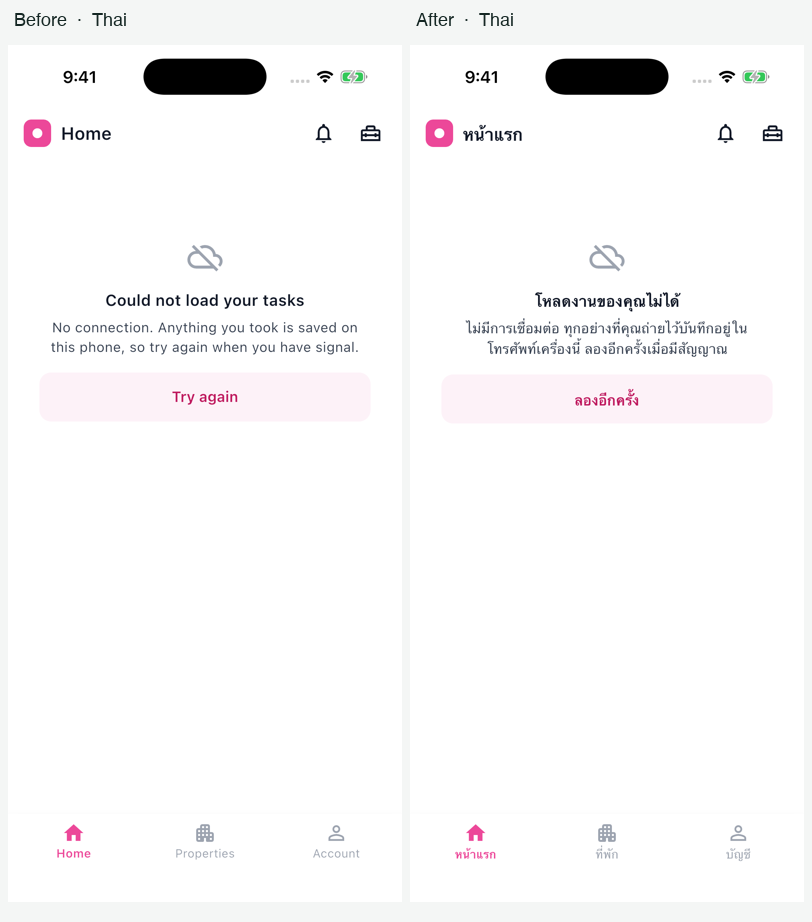 Before · Thai
9:41
Home
Could not load your tasks
No connection. Anything you took is saved on
this phone, so try again when you have signal.
Try again
Home
Properties
Account
After · Thai
9:41
หน้าแรก
โหลดงานของคุณไม่ได้
ไม่มีการเชื่อมต่อ ทุกอย่างที่คุณถ่ายไว้บันทึกอยู่ใน
โทรศัพท์เครื่องนี้ ลองอีกครั้งเมื่อมีสัญญาณ
ลองอีกครั้ง
หน้าแรก
ที่พัก
บัญชี